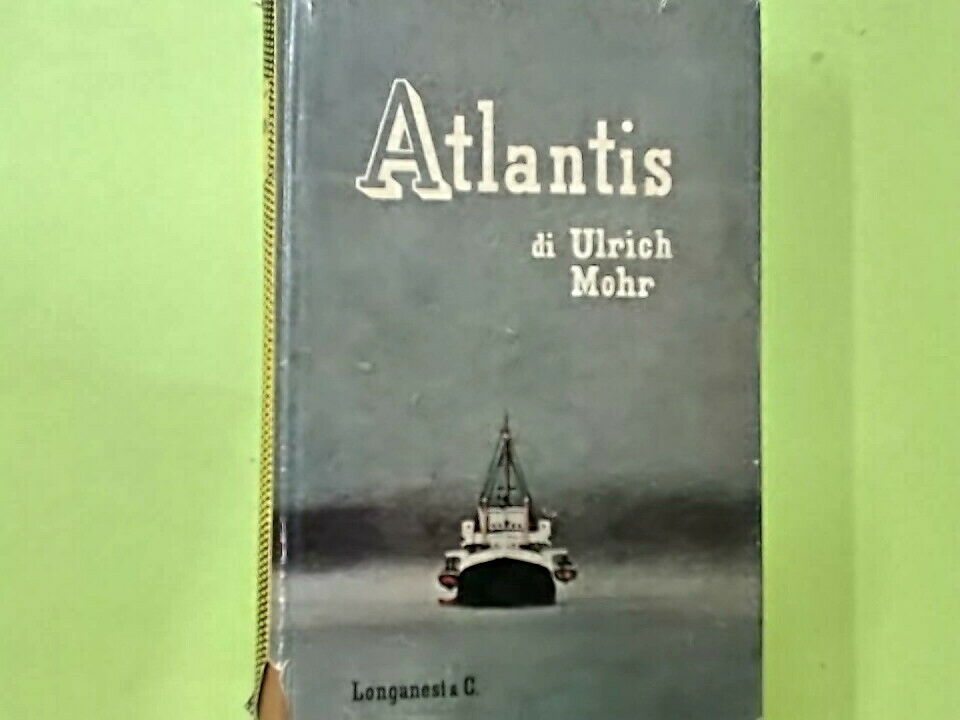 Atlantis
di Ulrich
Mohr
Longanesi & C.